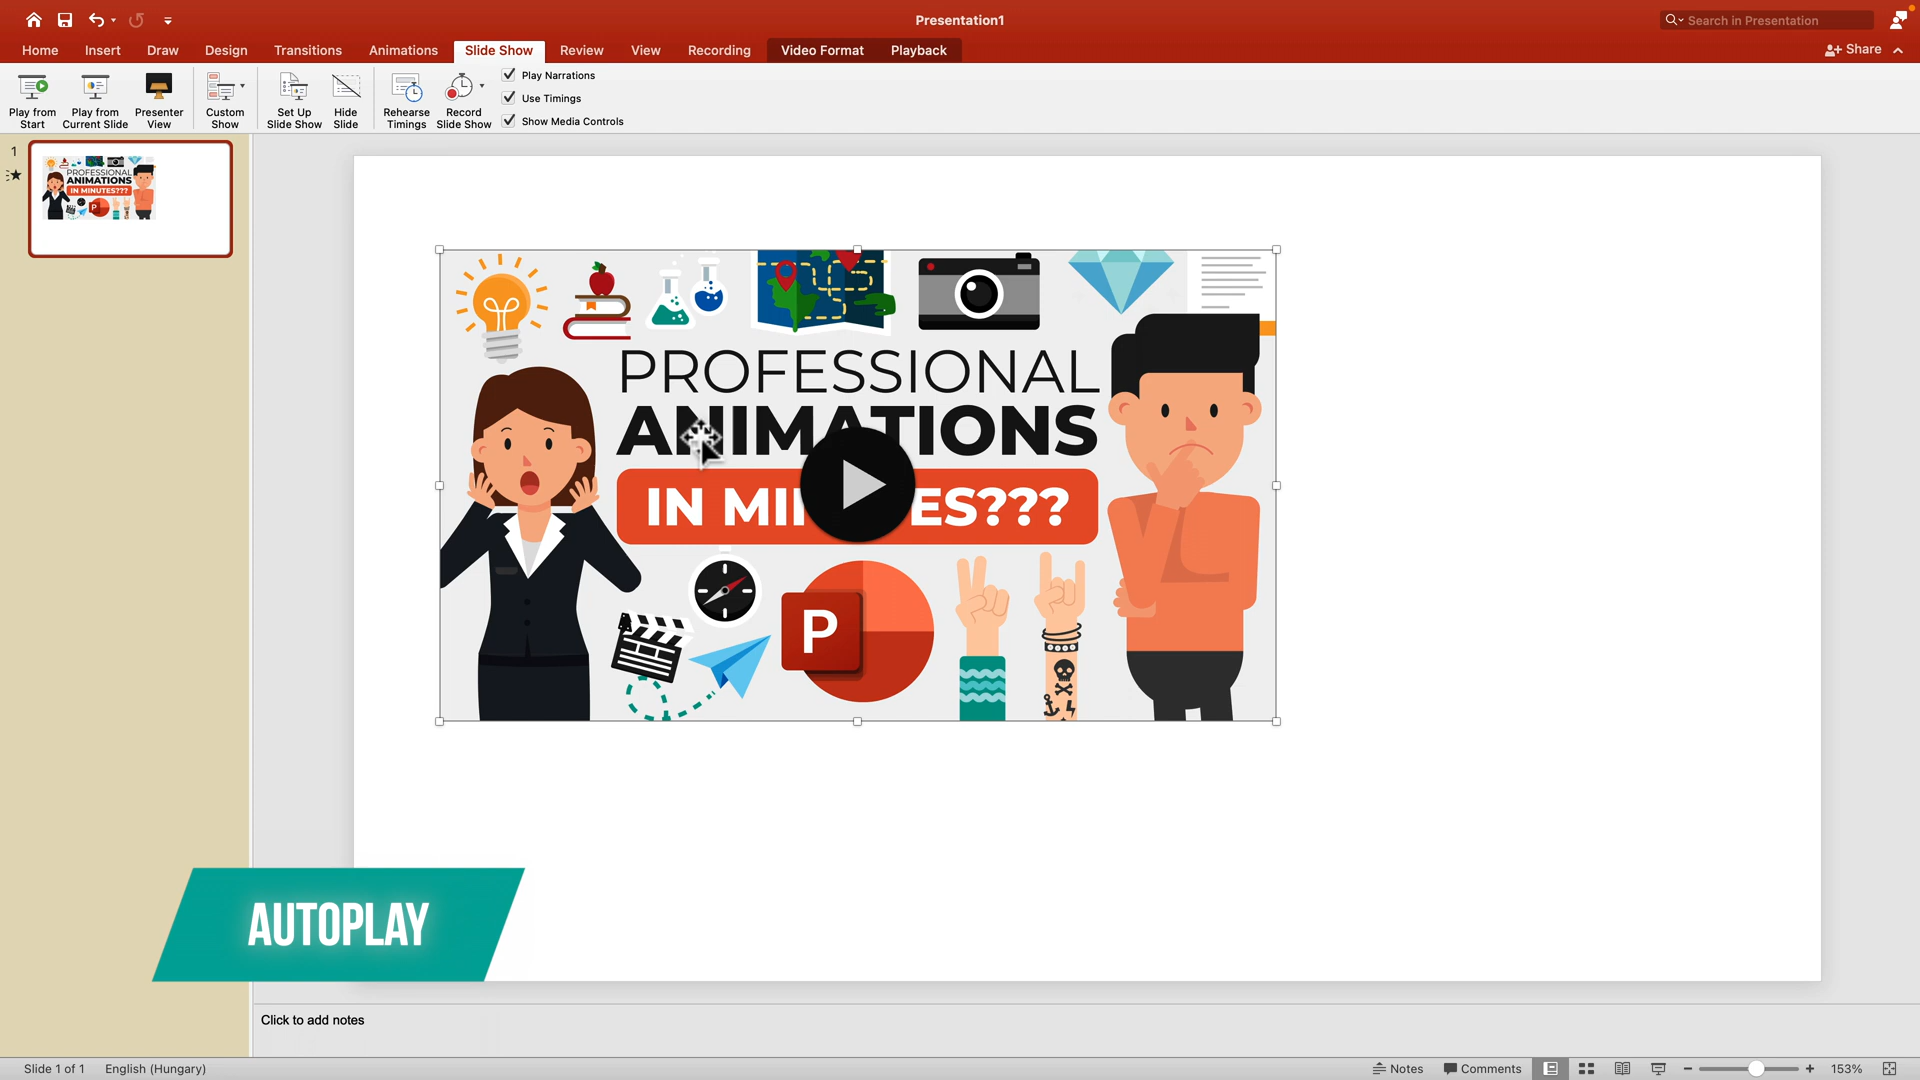 Presentation1
Search in Presentation
Home Insert Draw Design Transitions Animations Slide Show Review View Recording Video Format Playback Share
Play from Start
Play from Current Slide
Presenter View
Custom Show
Set Up Slide Show
Hide Slide
Rehearse Timings
Record Slide Show
Play Narrations
Use Timings
Show Media Controls
1
PROFESSIONAL
ANIMATIONS
IN MINUTES???
P
PROFESSIONAL
ANIMATIONS
IN MI ES???
P
AUTOPLAY
Click to add notes
Slide 1 of 1 English (Hungary) Notes Comments 153%